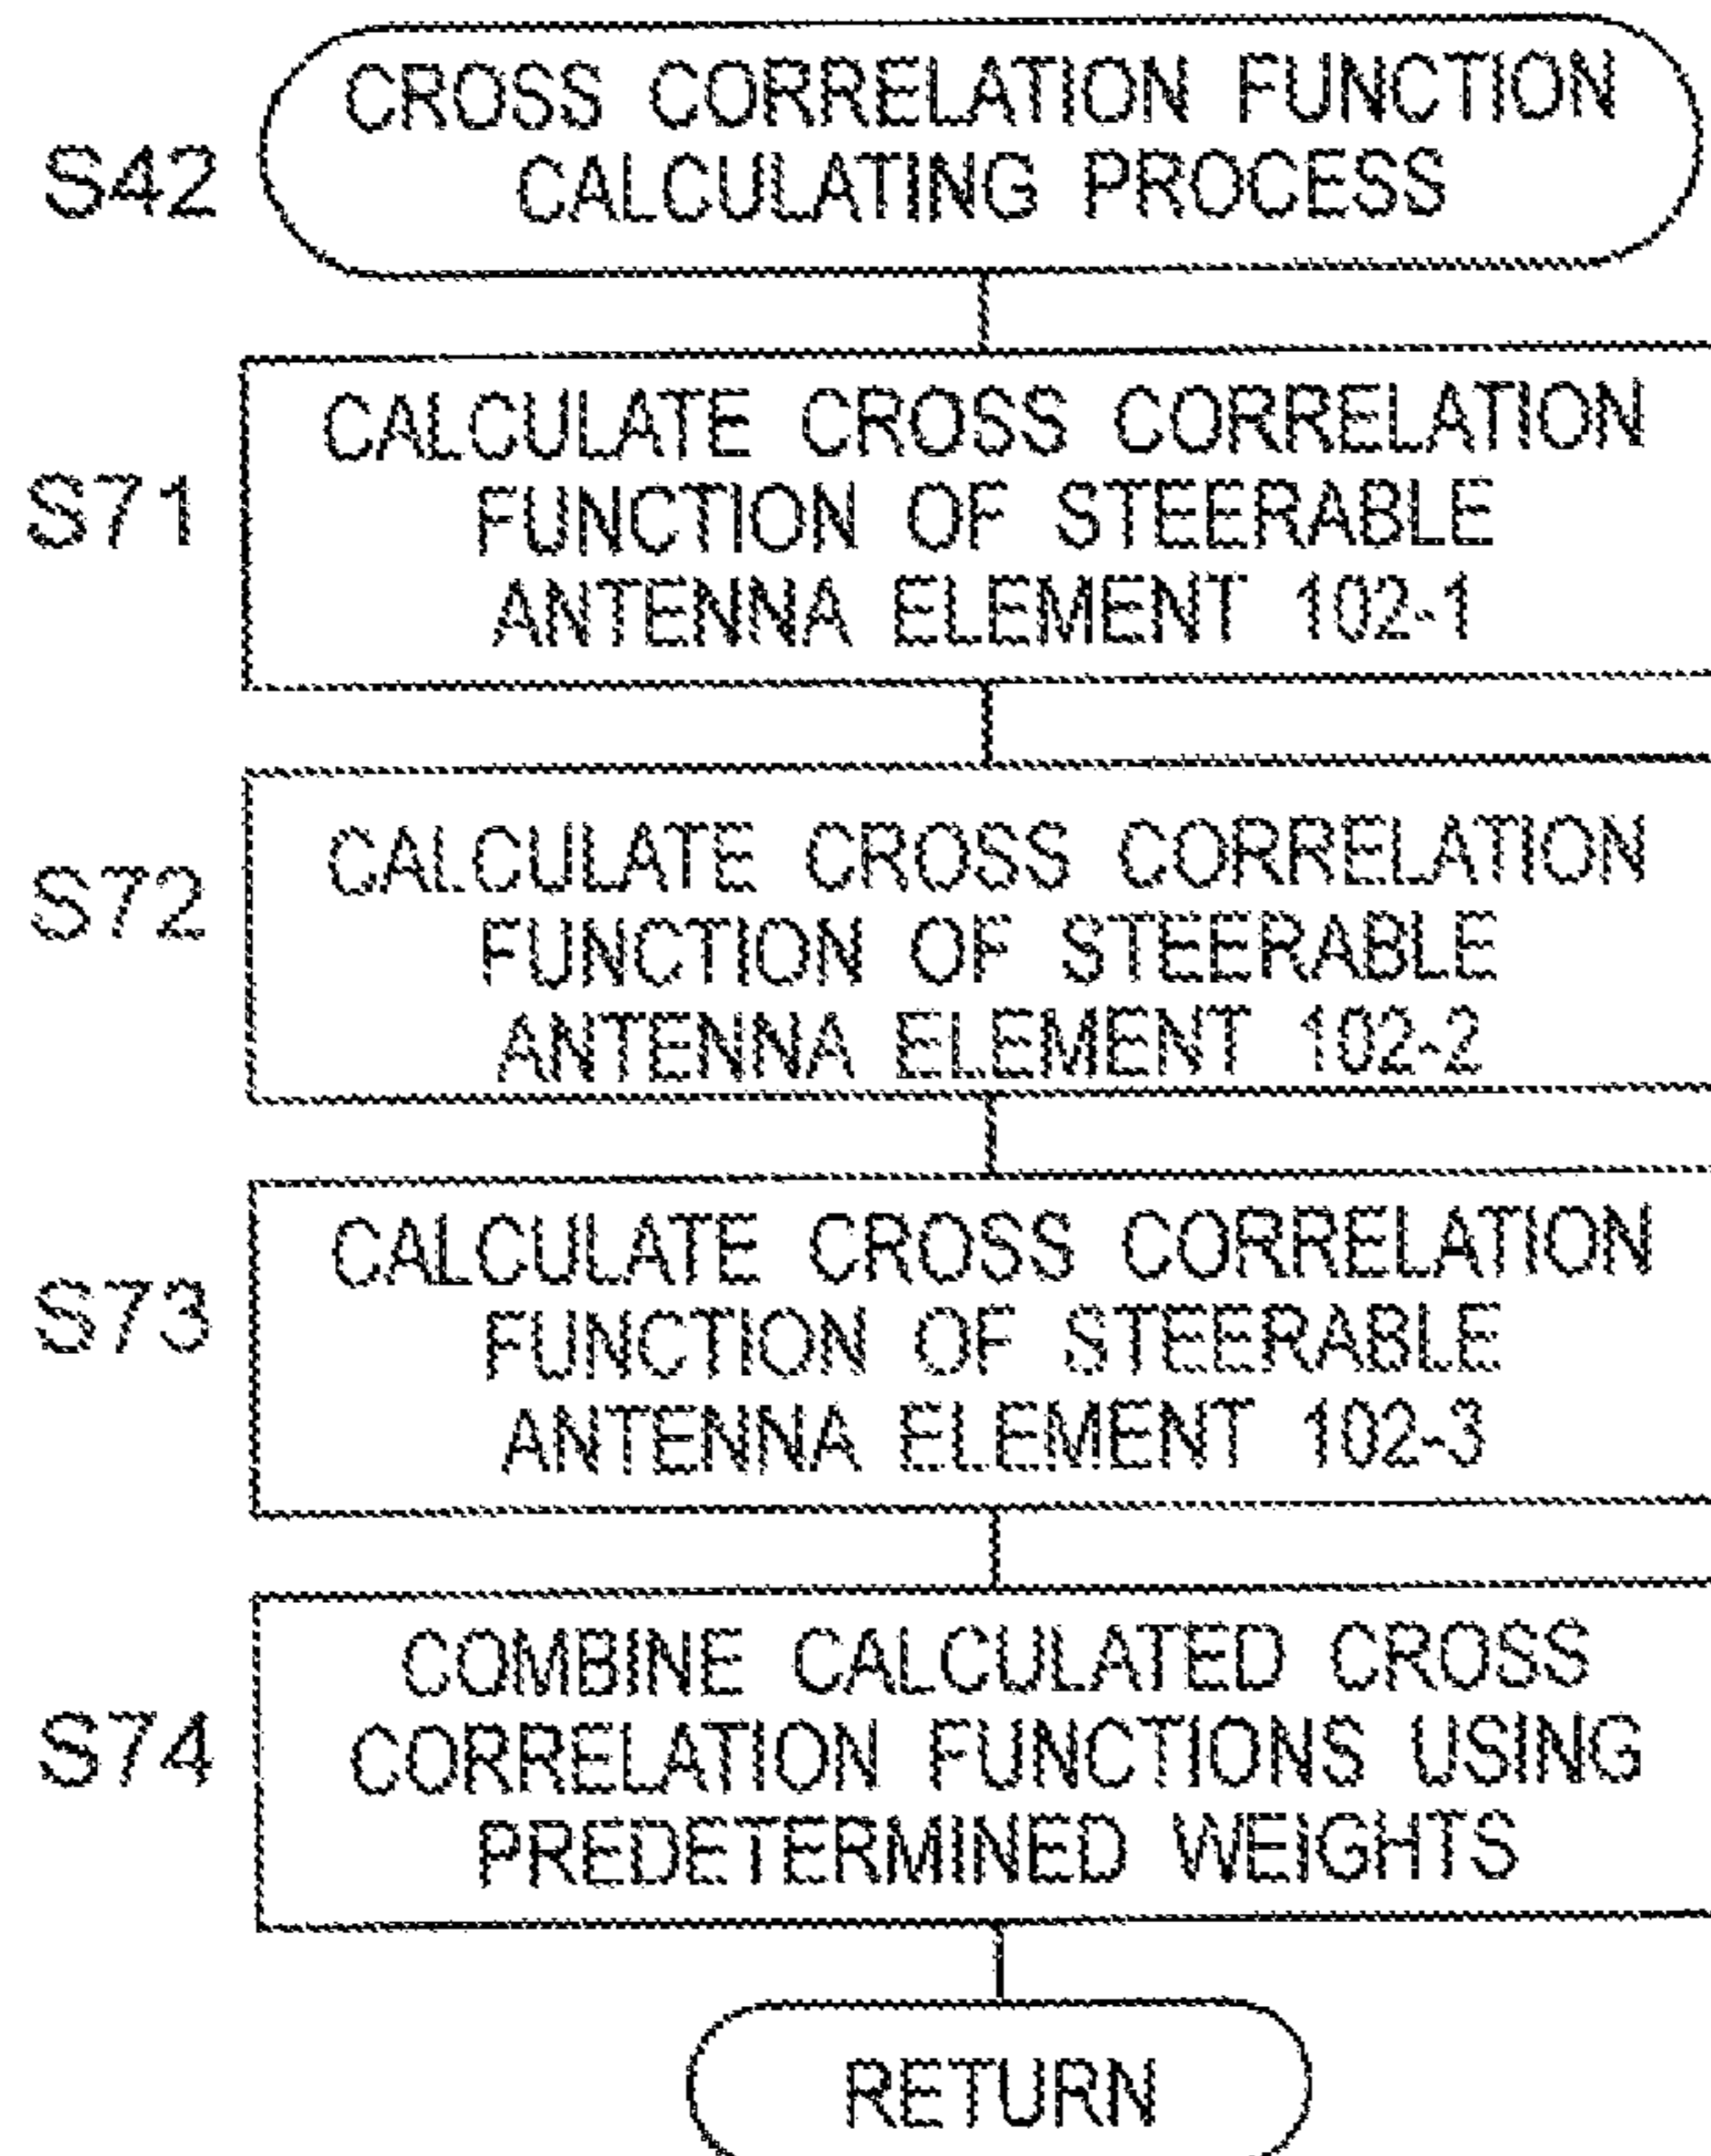 S42
CROSS CORRELATION FUNCTION
CALCULATING PROCESS
S71
CALCULATE CROSS CORRELATION
FUNCTION OF STEERABLE
ANTENNA ELEMENT 102-1
S72
CALCULATE CROSS CORRELATION
FUNCTION OF STEERABLE
ANTENNA ELEMENT 102-2
S73
CALCULATE CROSS CORRELATION
FUNCTION OF STEERABLE
ANTENNA ELEMENT 102-3
S74
COMBINE CALCULATED CROSS
CORRELATION FUNCTIONS USING
PREDETERMINED WEIGHTS
RETURN